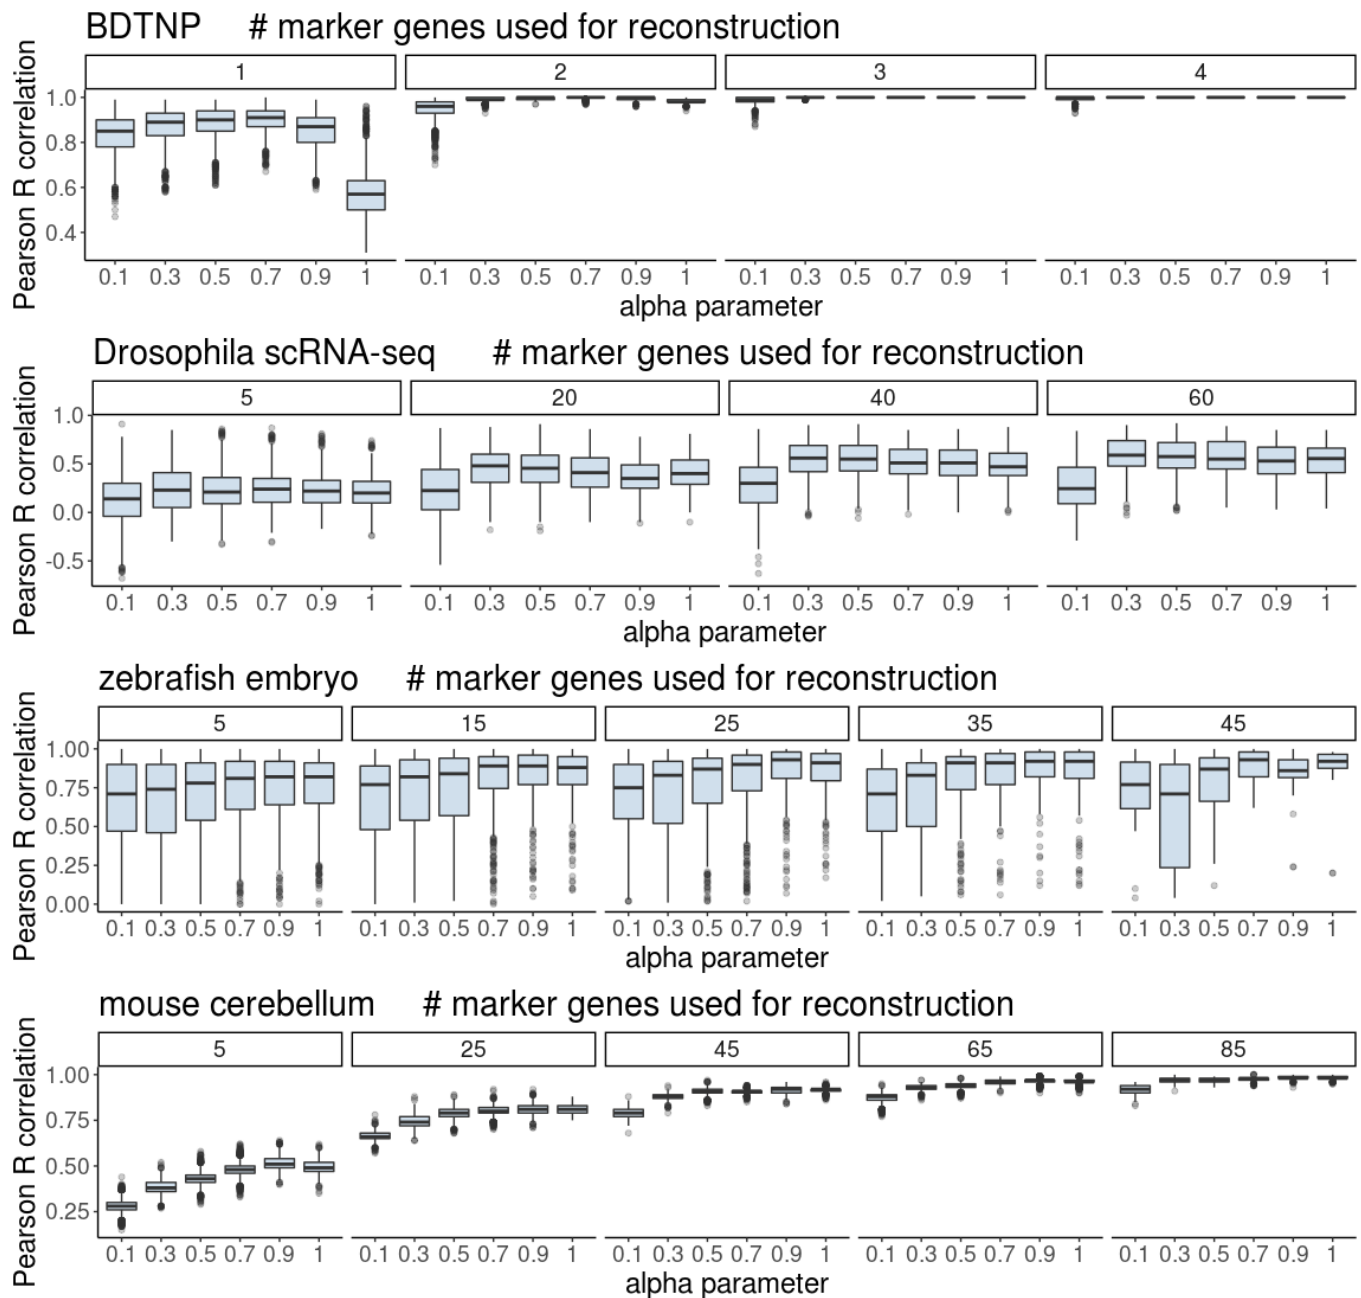 BDTNP # marker genes used for reconstruction
1 2 3 4
Pearson R correlation
1.0
0.8
0.6
0.4
0.1 0.3 0.5 0.7 0.9 1 0.1 0.3 0.5 0.7 0.9 1 0.1 0.3 0.5 0.7 0.9 1 0.1 0.3 0.5 0.7 0.9 1
alpha parameter
Drosophila scRNA-seq # marker genes used for reconstruction
5 20 40 60
Pearson R correlation
1.0
0.5
0.0
-0.5
0.1 0.3 0.5 0.7 0.9 1 0.1 0.3 0.5 0.7 0.9 1 0.1 0.3 0.5 0.7 0.9 1 0.1 0.3 0.5 0.7 0.9 1
alpha parameter
zebrafish embryo # marker genes used for reconstruction
5 15 25 35 45
Pearson R correlation
1.00
0.75
0.50
0.25
0.00
0.1 0.3 0.5 0.7 0.9 1 0.1 0.3 0.5 0.7 0.9 1 0.1 0.3 0.5 0.7 0.9 1 0.1 0.3 0.5 0.7 0.9 1 0.1 0.3 0.5 0.7 0.9 1
alpha parameter
mouse cerebellum # marker genes used for reconstruction
5 25 45 65 85
Pearson R correlation
1.00
0.75
0.50
0.25
0.1 0.3 0.5 0.7 0.9 1 0.1 0.3 0.5 0.7 0.9 1 0.1 0.3 0.5 0.7 0.9 1 0.1 0.3 0.5 0.7 0.9 1 0.1 0.3 0.5 0.7 0.9 1
alpha parameter